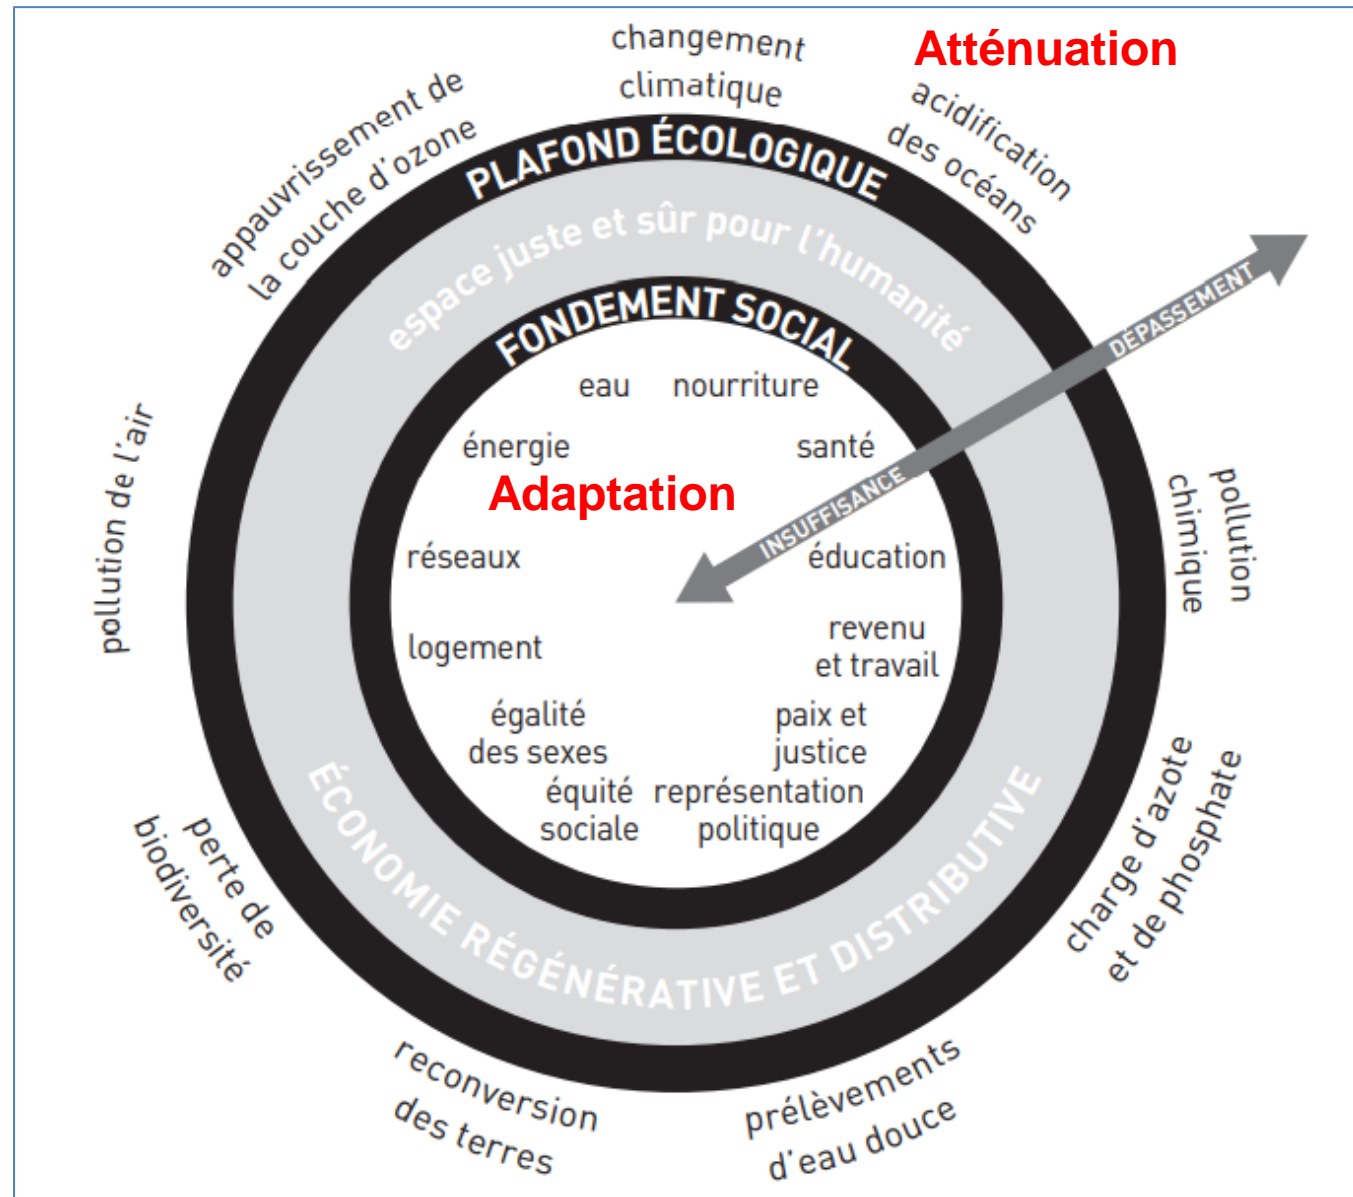 changement
climatique
Atténuation
acidification
des océans
appauvrissement de
la couche d'ozone
PLAFOND ÉCOLOGIQUE
espace juste et sûr pour l'humanité
FONDEMENT SOCIAL
DÉPASSEMENT
INSUFFISANCE
eau
nourriture
énergie
santé
Adaptation
réseaux
éducation
logement
revenu
et travail
égalité
des sexes
paix et
justice
équité
sociale
représentation
politique
ÉCONOMIE RÉGÉNÉRATIVE ET DISTRIBUTIVE
pollution
chimique
charge d'azote
et de phosphate
prélèvements
d'eau douce
reconversion
des terres
perte de
biodiversité
pollution de l'air